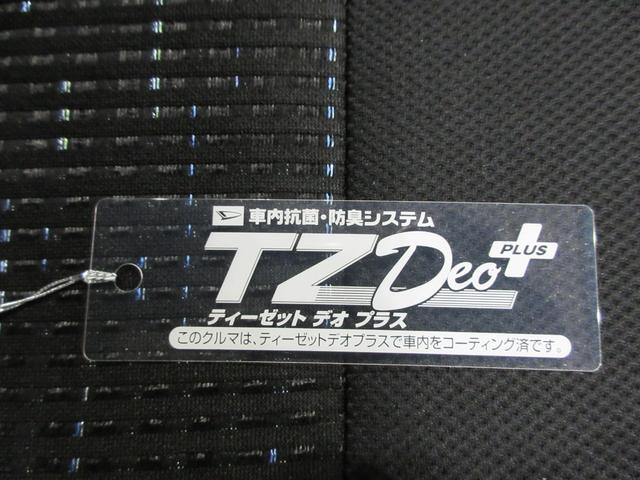 車内抗菌・防臭システム
TZ Deo PLUS
ティーゼット デオ プラス
このクルマは、ティーゼットデオプラスで車内をコーティング済です。